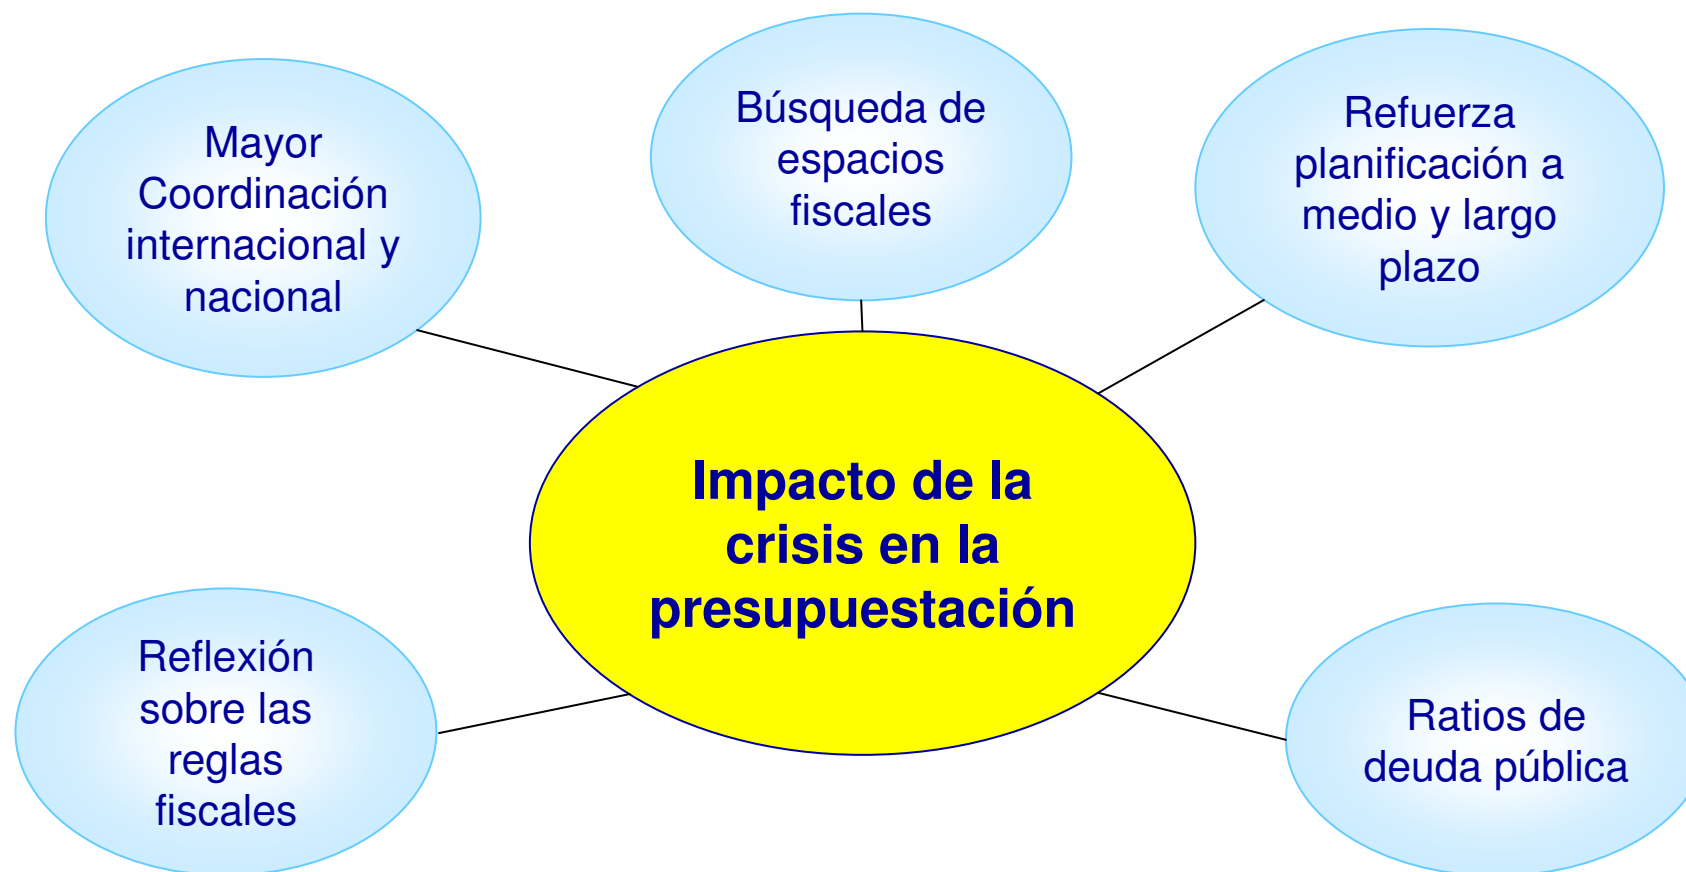 Mayor
Coordinación
internacional y
nacional
Búsqueda de
espacios
fiscales
Refuerza
planificación a
medio y largo
plazo
Impacto de la
crisis en la
presupuestación
Reflexión
sobre las
reglas
fiscales
Ratios de
deuda pública